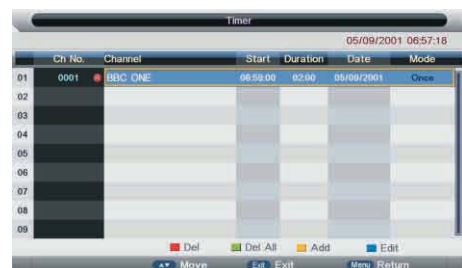 Timer
05/09/2001 06:57:18
Ch No. Channel Start Duration Date Mode
01 0001 BBC ONE 06:59:00 02:00 05/09/2001 Once
02
03
04
05
06
07
08
09
Del Del All Add Edit
Move Exit Exit Menu Return